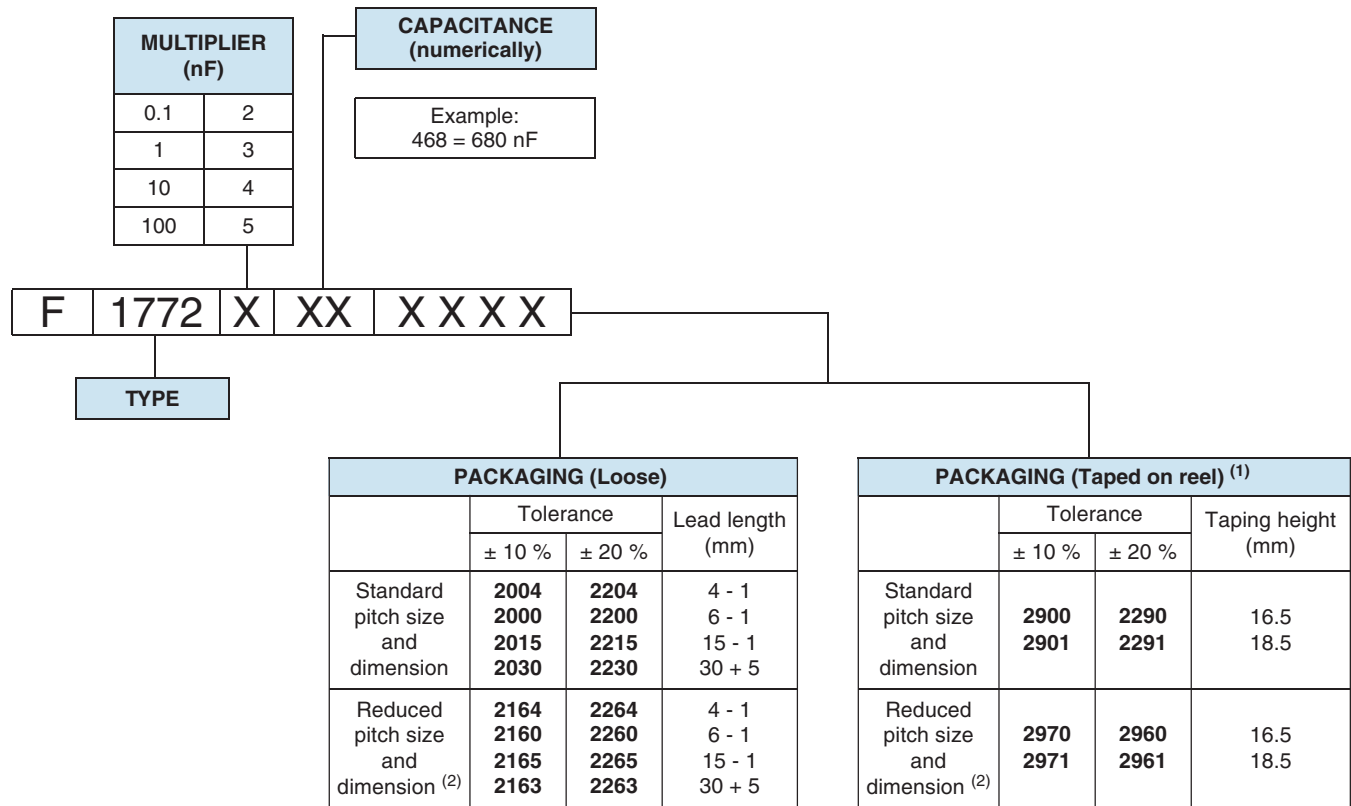 MULTIPLIER
(nF)
0.1 2
1 3
10 4
100 5
CAPACITANCE
(numerically)
Example:
468 = 680 nF
F 1772 X XX X X X X
TYPE
PACKAGING (Loose)
Tolerance
Lead length
(mm)
± 10 % ± 20 %
Standard 2004 2204 4 - 1
pitch size 2000 2200 6 - 1
and 2015 2215 15 - 1
dimension 2030 2230 30 + 5
Reduced 2164 2264 4 - 1
pitch size 2160 2260 6 - 1
and 2165 2265 15 - 1
dimension (2) 2163 2263 30 + 5
PACKAGING (Taped on reel) (1)
Tolerance
Taping height
(mm)
± 10 % ± 20 %
Standard
pitch size 2900 2290 16.5
and 2901 2291 18.5
dimension
Reduced
pitch size 2970 2960 16.5
and 2971 2961 18.5
dimension (2)